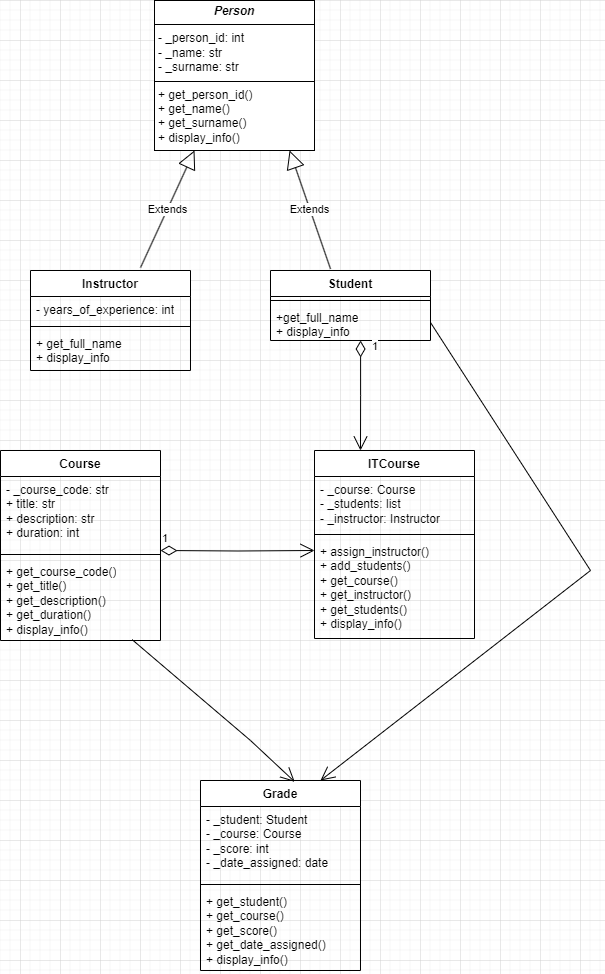 Person
- _person_id: int
- _name: str
- _surname: str
+ get_person_id()
+ get_name()
+ get_surname()
+ display_info()
Extends
Extends
Instructor
- years_of_experience: int
+ get_full_name
+ display_info
Student
+get_full_name
+ display_info
1
Course
- _course_code: str
+ title: str
+ description: str
+ duration: int
+ get_course_code()
+ get_title()
+ get_description()
+ get_duration()
+ display_info()
1
ITCourse
- _course: Course
- _students: list
- _instructor: Instructor
+ assign_instructor()
+ add_students()
+ get_course()
+ get_instructor()
+ get_students()
+ display_info()
Grade
- _student: Student
- _course: Course
- _score: int
- _date_assigned: date
+ get_student()
+ get_course()
+ get_score()
+ get_date_assigned()
+ display_info()